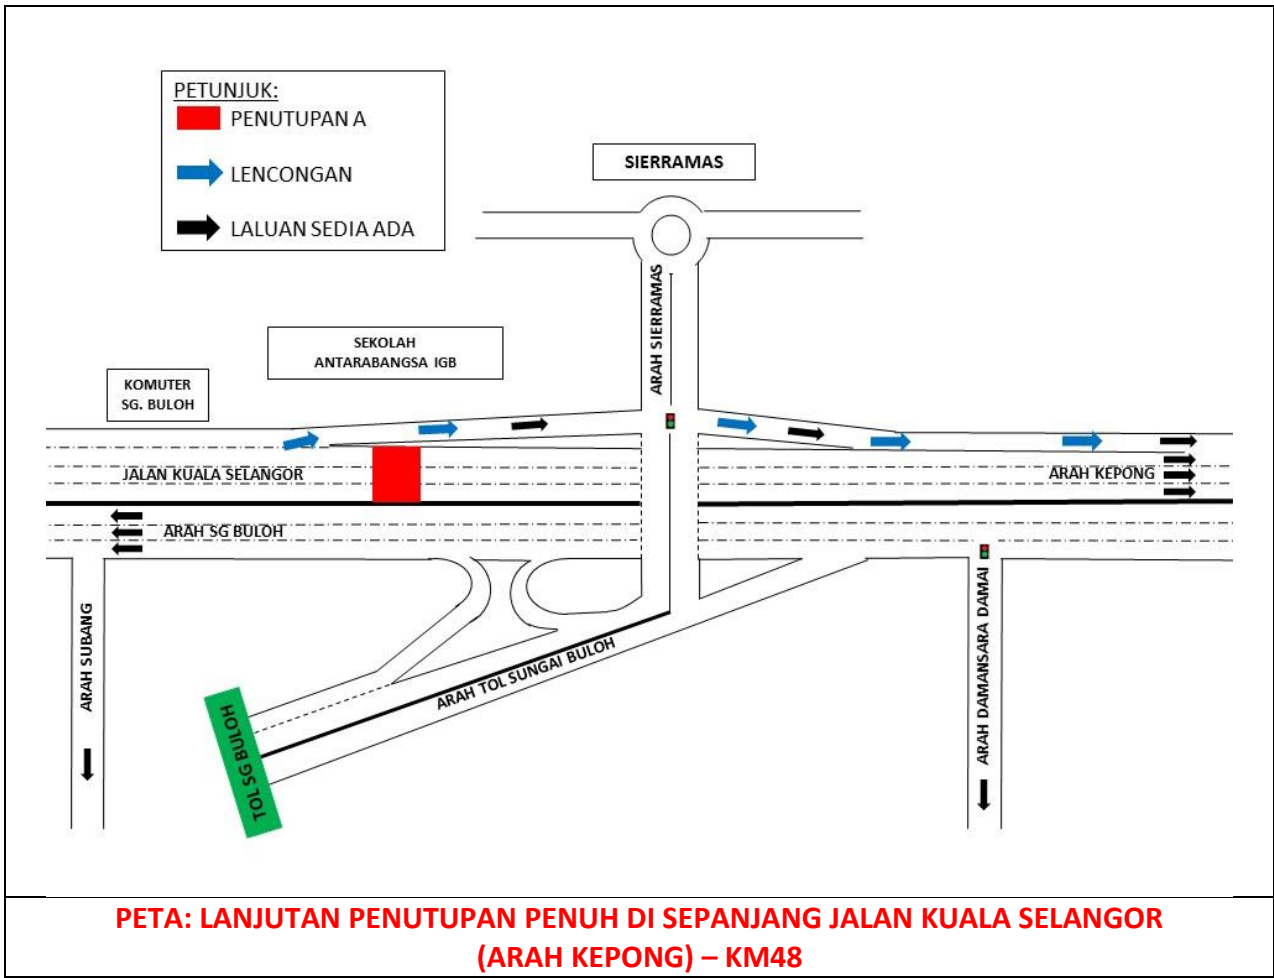 PETUNJUK:
PENUTUPAN A
LENCONGAN
LALUAN SEDIA ADA
SIERRAMAS
ARAH SIERRAMAS
SEKOLAH
ANTARABANGSA IGB
KOMUTER
SG. BULOH
JALAN KUALA SELANGOR
ARAH KEPONG
ARAH SG BULOH
ARAH SUBANG
ARAH TOL SUNGAI BULOH
TOL SG BULOH
ARAH DAMANSARA DAMAI
PETA: LANJUTAN PENUTUPAN PENUH DI SEPANJANG JALAN KUALA SELANGOR
(ARAH KEPONG) – KM48